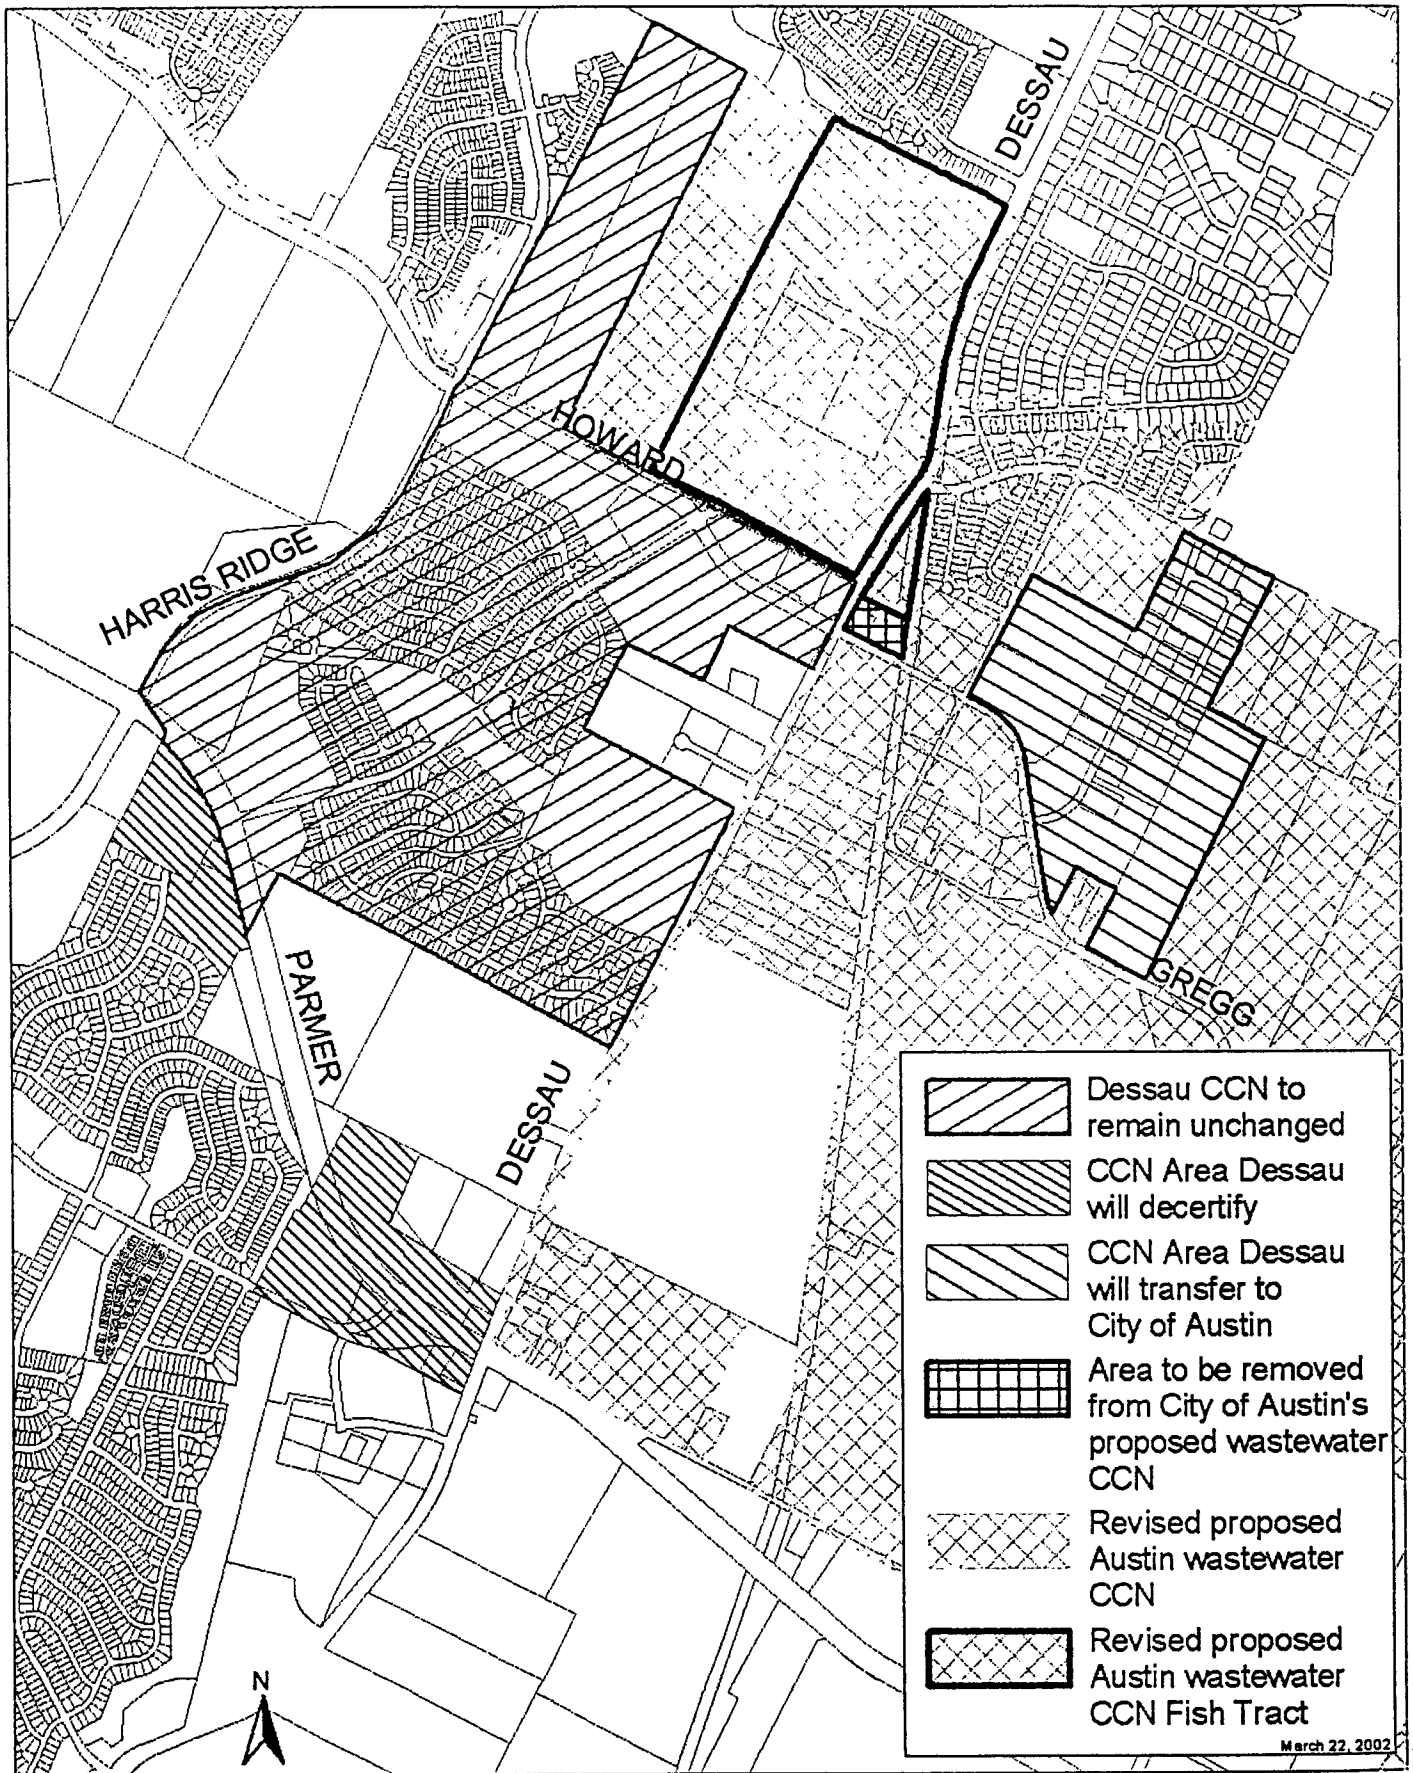 DESSAU
HOWARD
HARRIS RIDGE
PARMER
GREGG
DESSAU
Dessau CCN to
remain unchanged
CCN Area Dessau
will decertify
CCN Area Dessau
will transfer to
City of Austin
Area to be removed
from City of Austin's
proposed wastewater
CCN
Revised proposed
Austin wastewater
CCN
Revised proposed
Austin wastewater
CCN Fish Tract
March 22, 2002
N